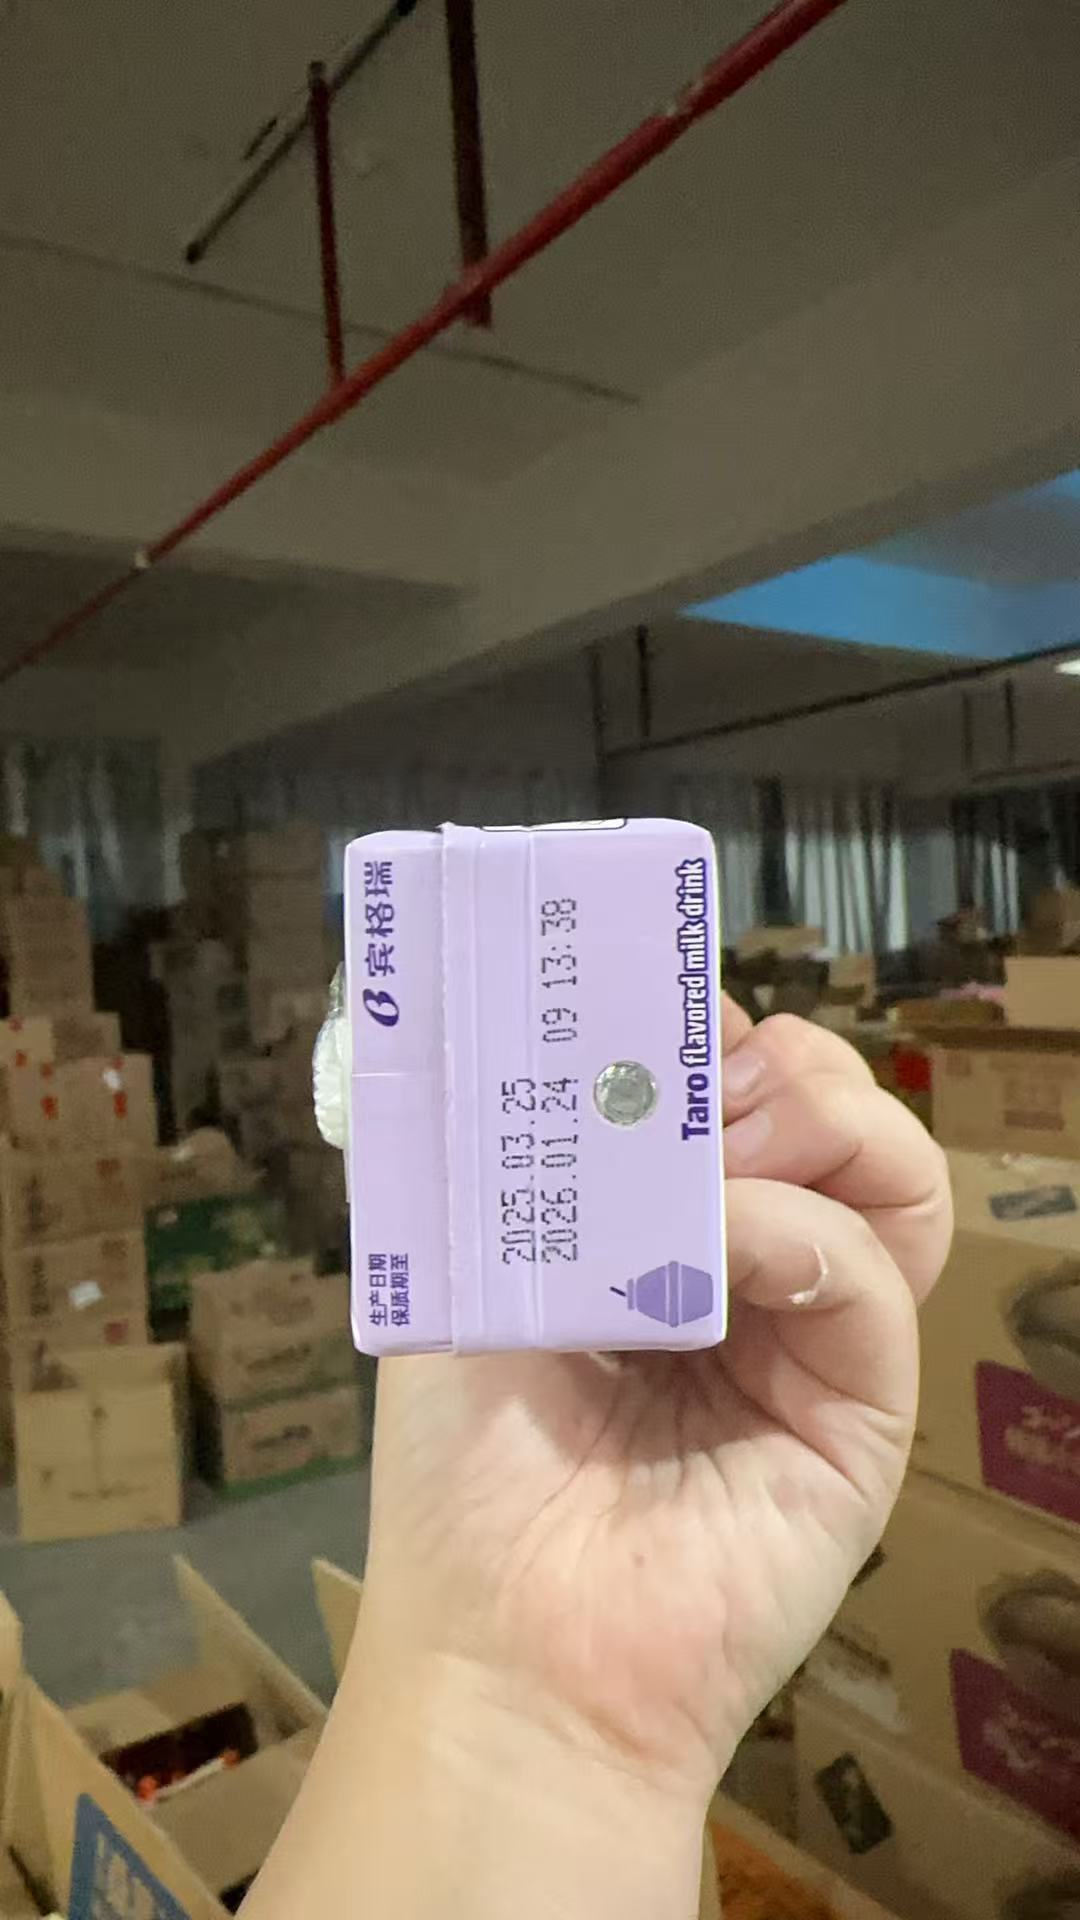 宾格瑞
生产日期
保质期至
2025.03.25
2026.01.24 09 13:38
Taro flavored milk drink